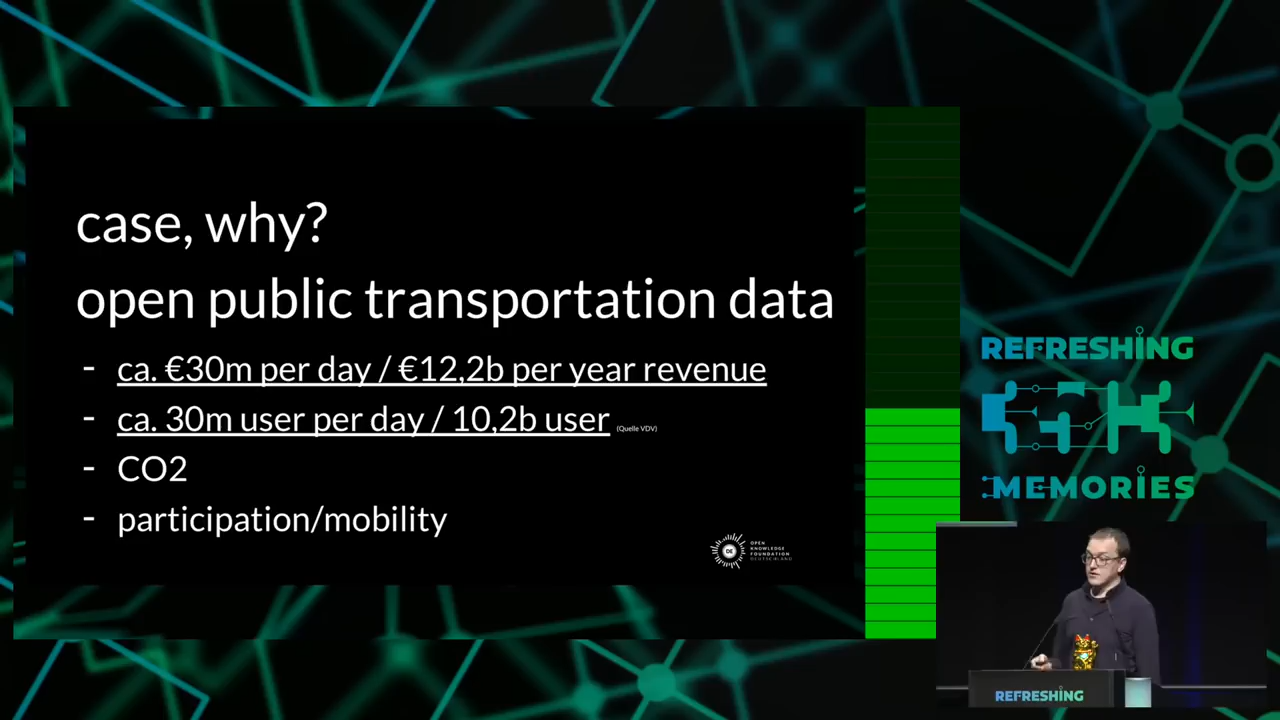 case, why?
open public transportation data
- ca. €30m per day / €12,2b per year revenue
- ca. 30m user per day / 10,2b user (Quelle VDV)
- CO2
- participation/mobility
OPEN
KNOWLEDGE
FOUNDATION
DEUTSCHLAND
REFRESHING
MEMORIES
REFRESHING